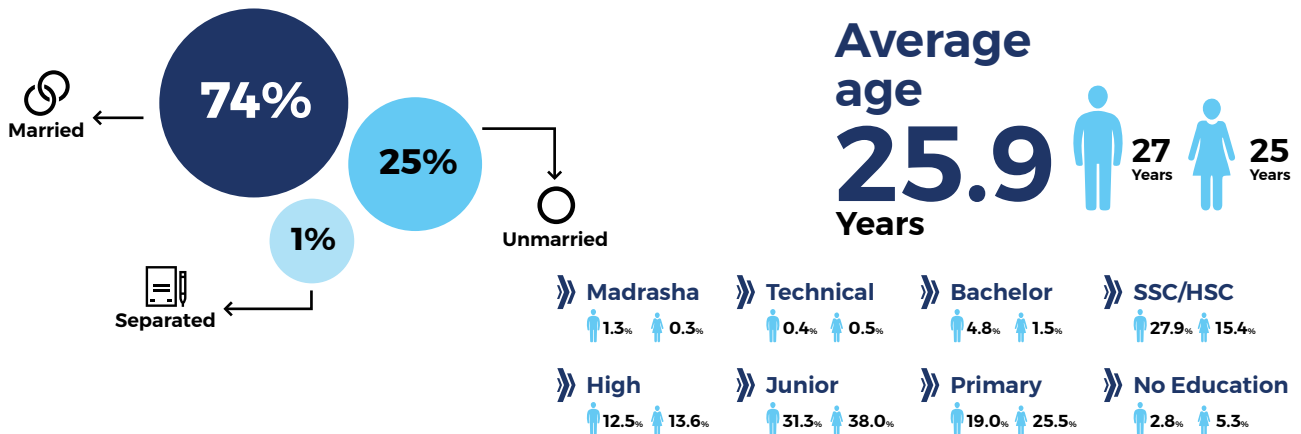 74%
Married
25%
Unmarried
1%
Separated
Average
age
25.9
Years
27
Years
25
Years
Madrasha
1.3% 0.3%
Technical
0.4% 0.5%
Bachelor
4.8% 1.5%
SSC/HSC
27.9% 15.4%
High
12.5% 13.6%
Junior
31.3% 38.0%
Primary
19.0% 25.5%
No Education
2.8% 5.3%